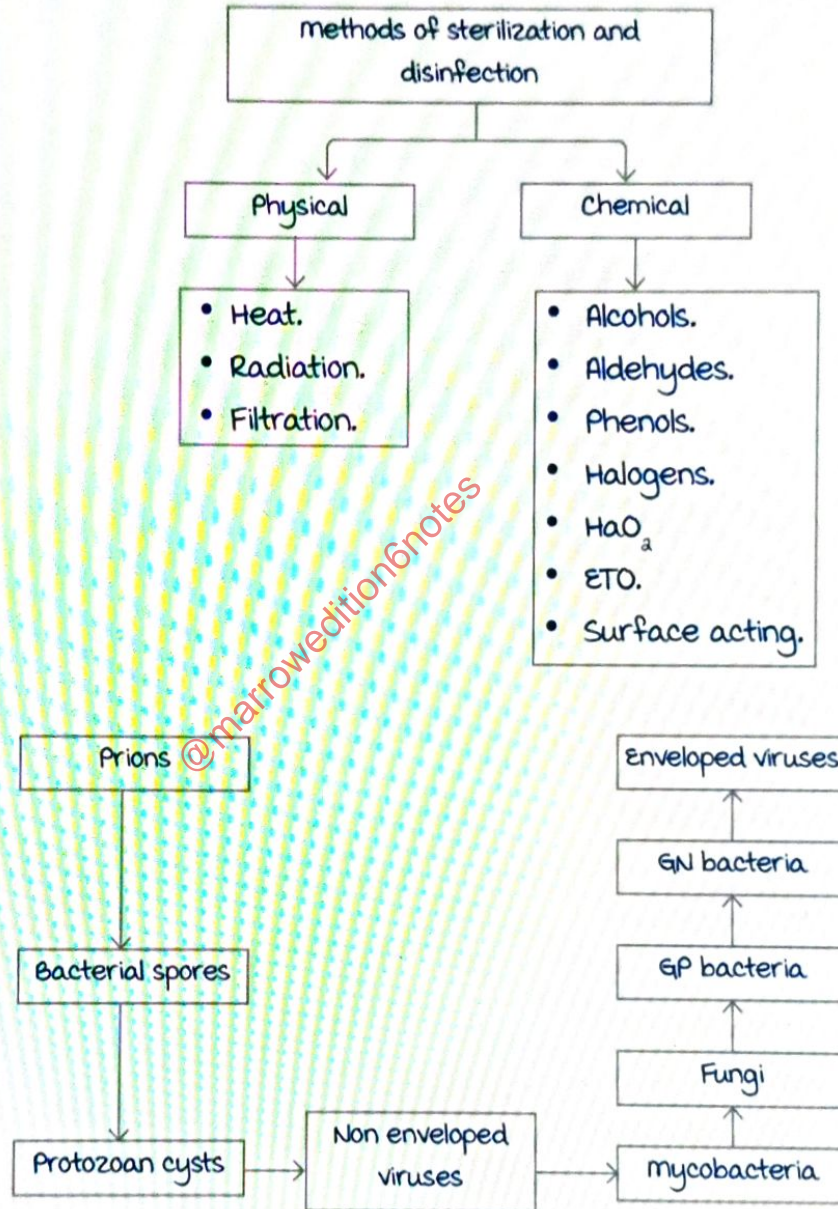 methods of sterilization and
disinfection
Physical
Chemical
• Heat.
• Radiation.
• Filtration.
• Alcohols.
• Aldehydes.
• Phenols.
• Halogens.
• HaO₂
• ETO.
• Surface acting.
@marrowedition6notes
Prions
Bacterial spores
Protozoan cysts
Non enveloped
viruses
mycobacteria
Fungi
GP bacteria
GN bacteria
Enveloped viruses